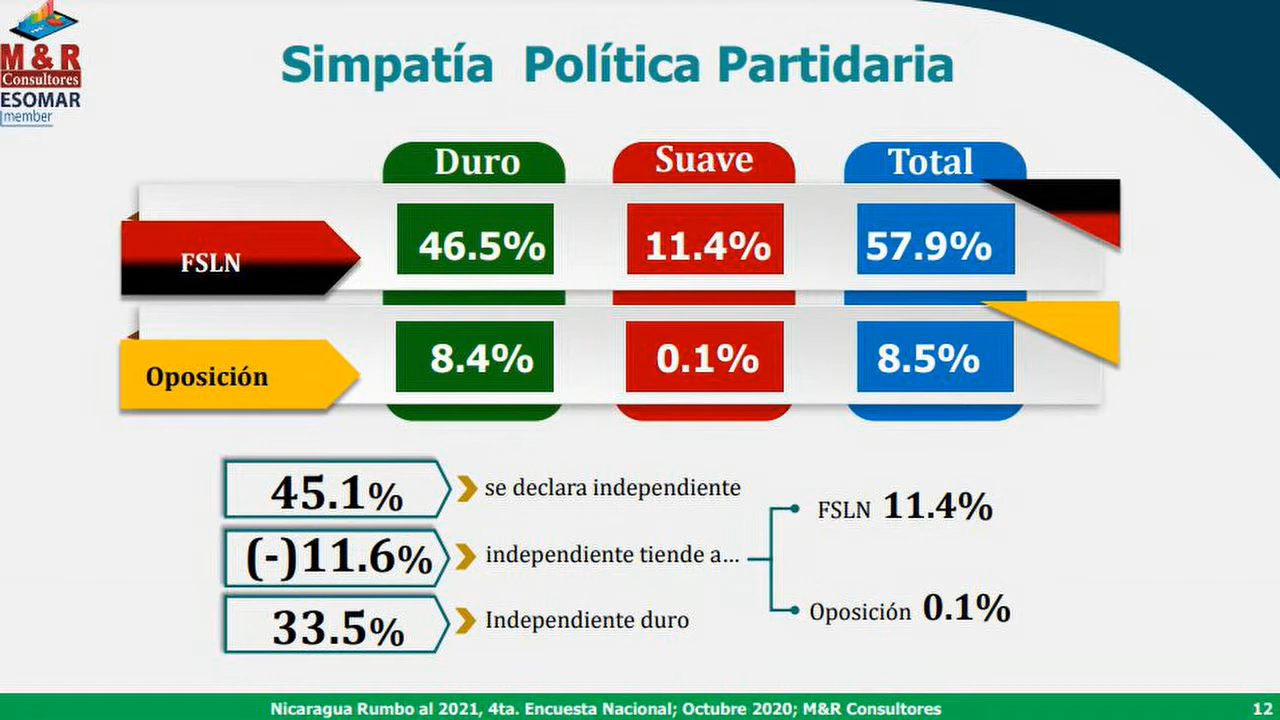 M&R
Consultores
ESOMAR
member
Simpatía Política Partidaria
Duro Suave Total
FSLN 46.5% 11.4% 57.9%
Oposición 8.4% 0.1% 8.5%
45.1% se declara independiente
(-)11.6% independiente tiende a...
33.5% Independiente duro
FSLN 11.4%
Oposición 0.1%
Nicaragua Rumbo al 2021, 4ta. Encuesta Nacional; Octubre 2020; M&R Consultores
12